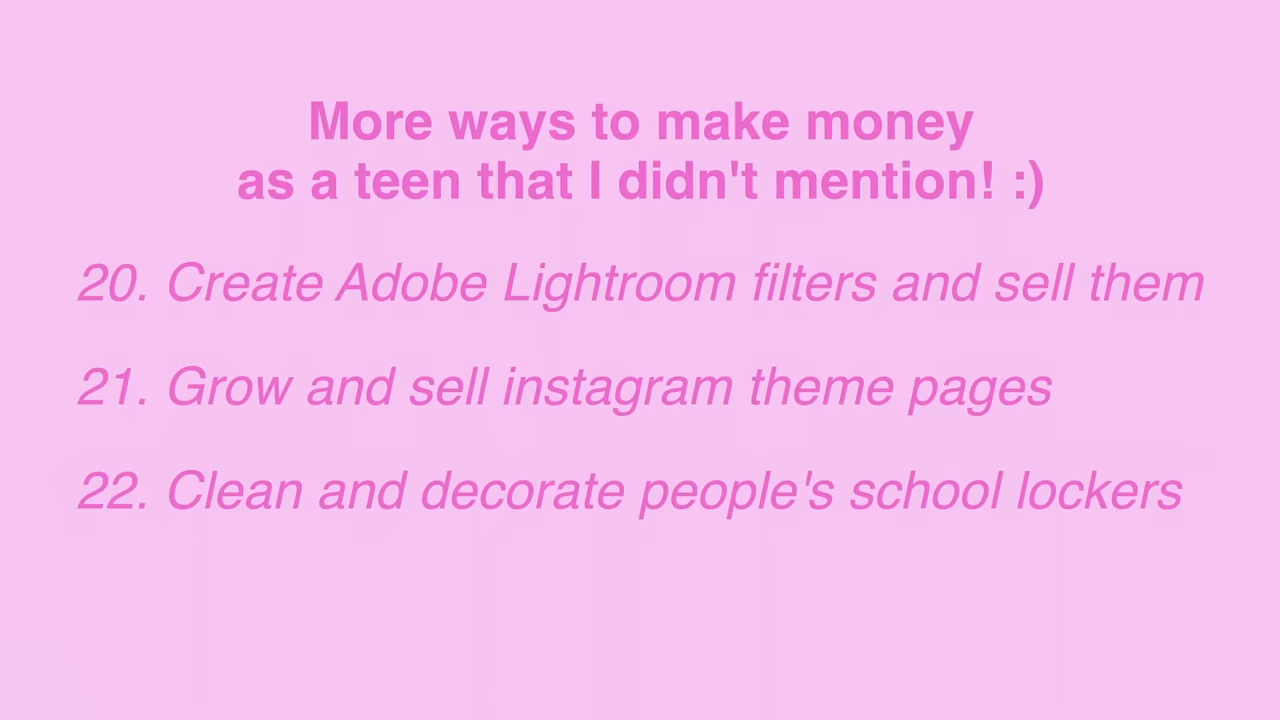 More ways to make money
as a teen that I didn't mention! :)
20. Create Adobe Lightroom filters and sell them
21. Grow and sell instagram theme pages
22. Clean and decorate people's school lockers